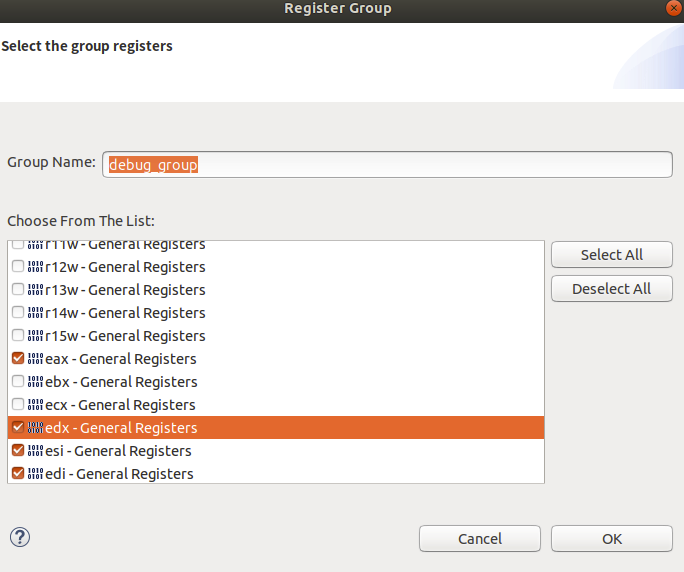 Register Group
Select the group registers
Group Name: debug_group
Choose From The List:
r11w - General Registers
r12w - General Registers
r13w - General Registers
r14w - General Registers
r15w - General Registers
eax - General Registers
ebx - General Registers
ecx - General Registers
edx - General Registers
esi - General Registers
edi - General Registers
Select All
Deselect All
Cancel OK